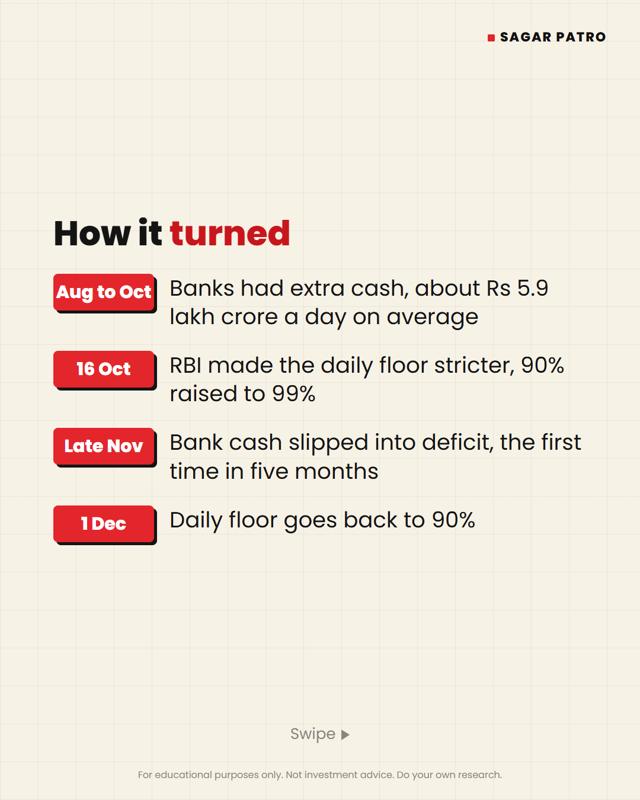 SAGAR PATRO
How it turned
Aug to Oct
Banks had extra cash, about Rs 5.9
lakh crore a day on average
16 Oct
RBI made the daily floor stricter, 90%
raised to 99%
Late Nov
Bank cash slipped into deficit, the first
time in five months
1 Dec
Daily floor goes back to 90%
Swipe ▶
For educational purposes only. Not investment advice. Do your own research.